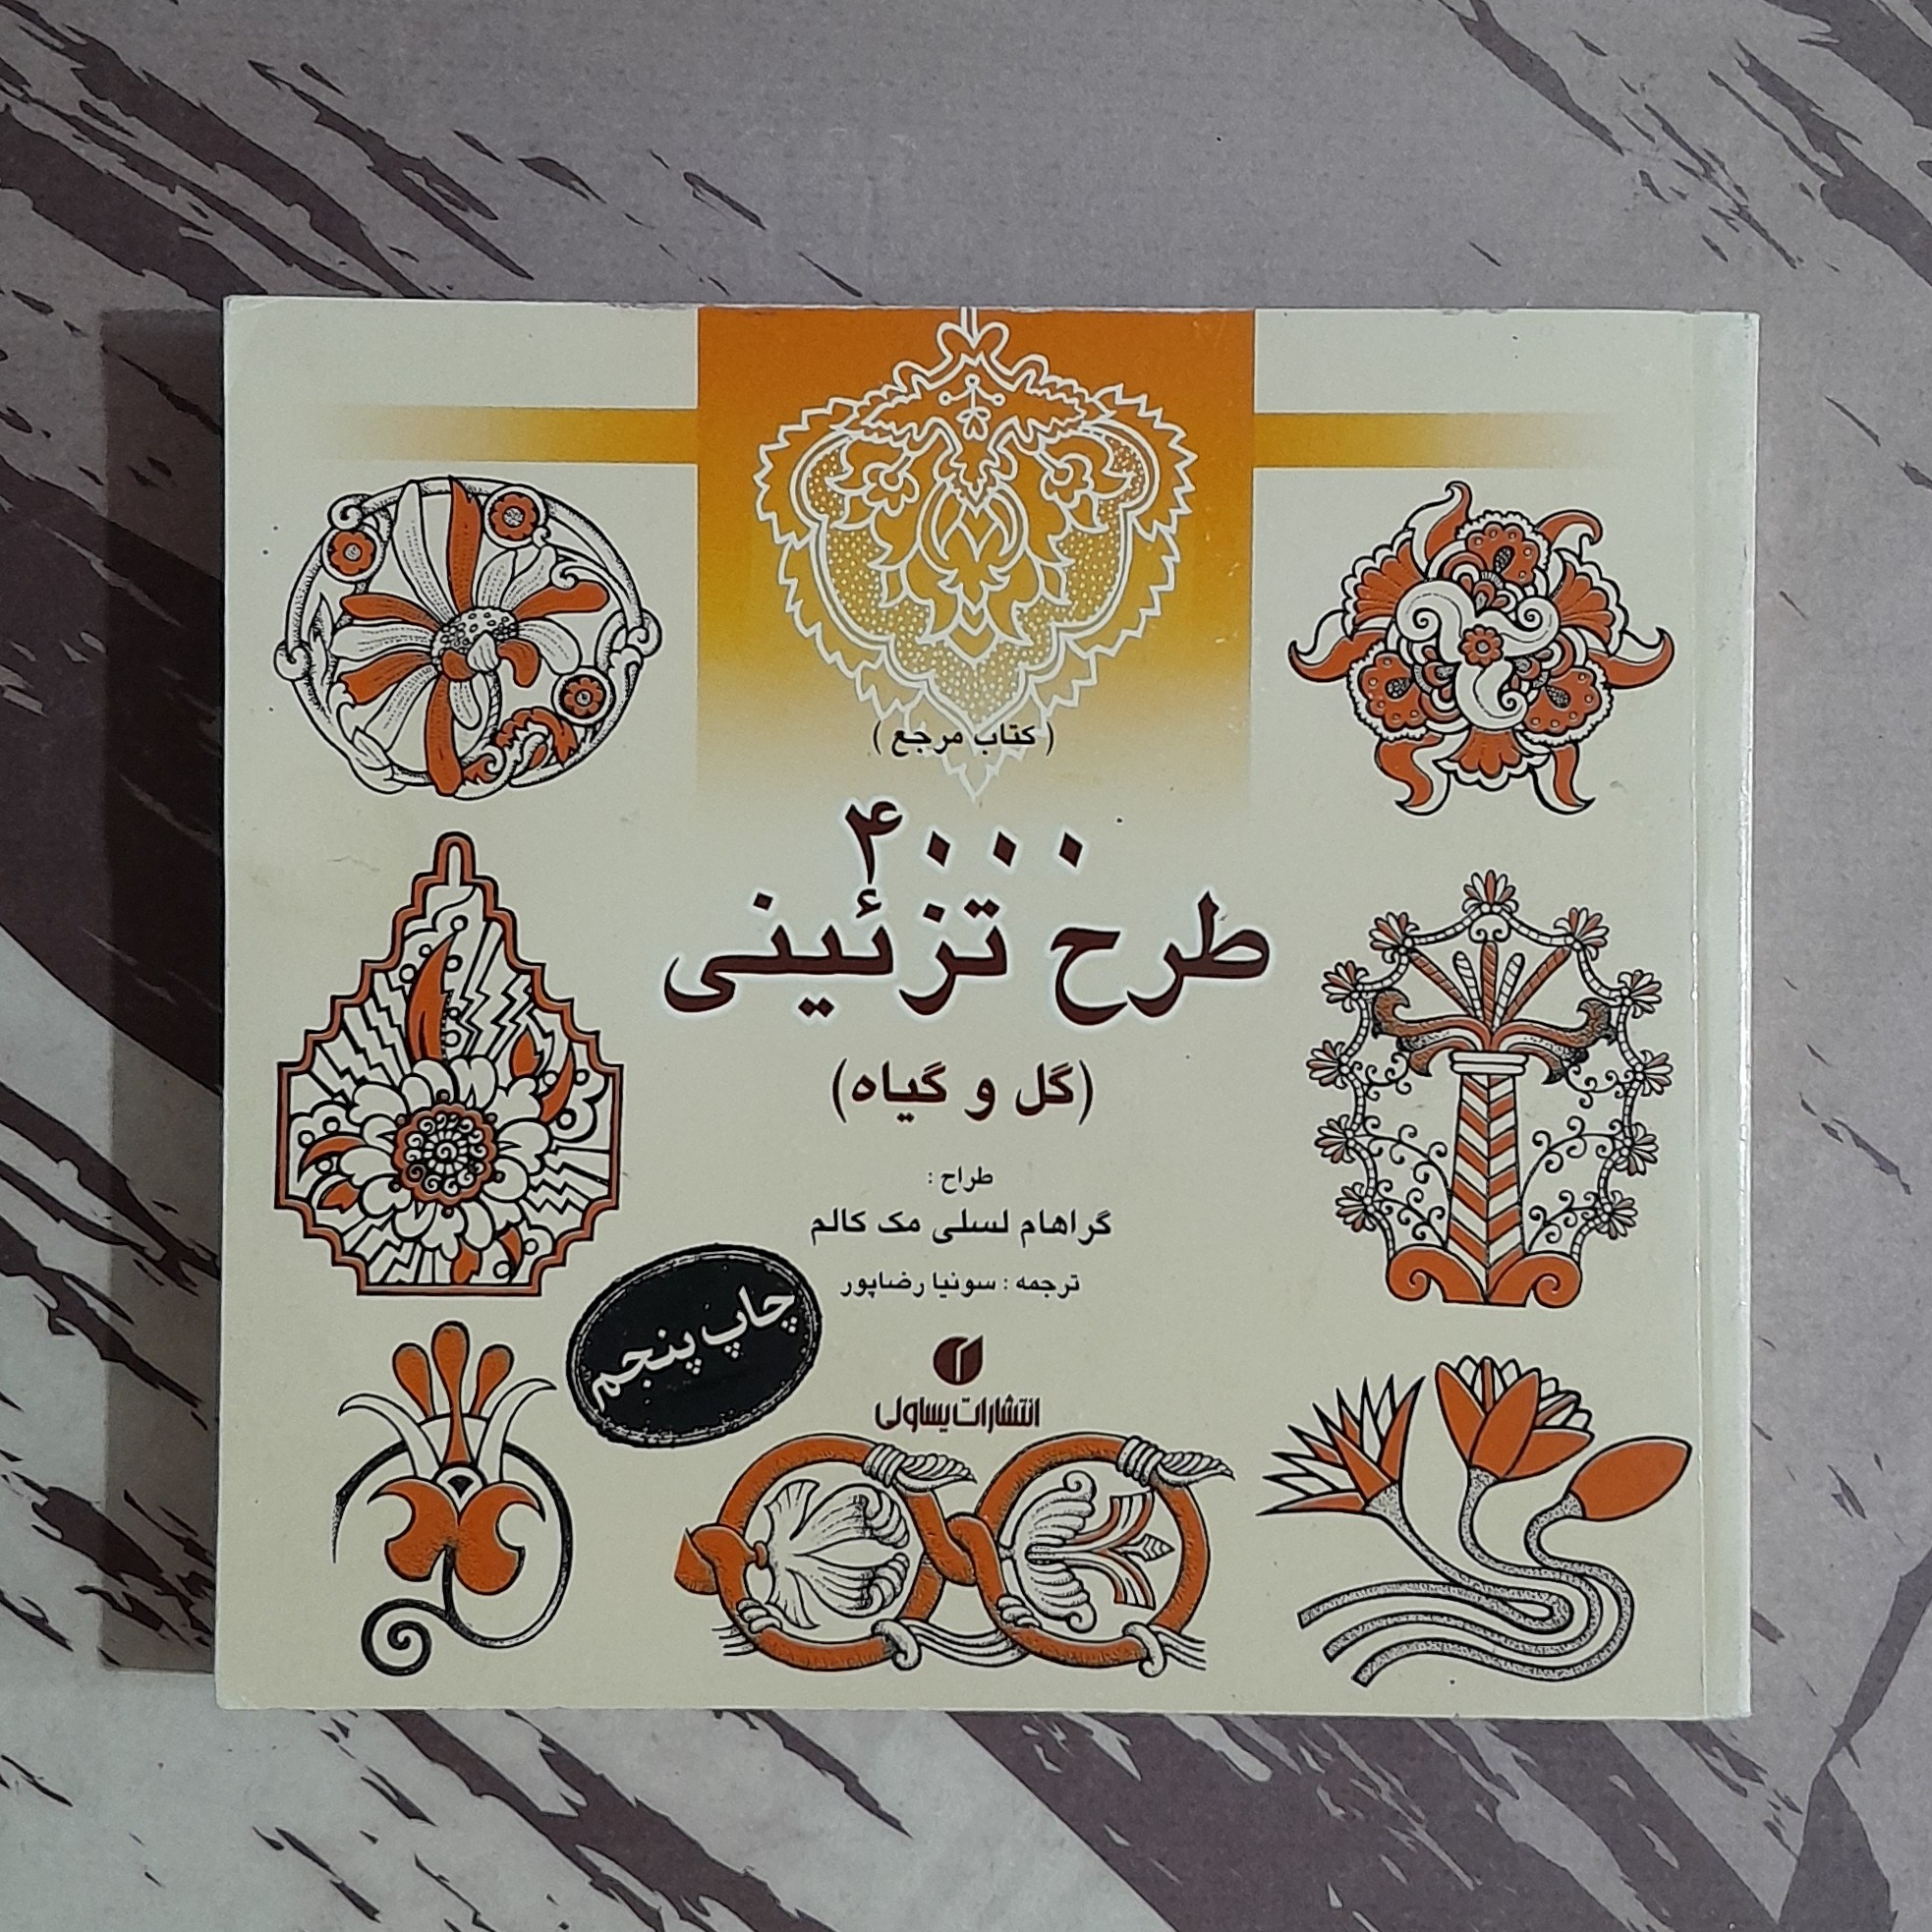 ( کتاب مرجع )
۴۰۰۰
طرح تزئینی
(گل و گیاه)
طراح :
گراهام لسلی مک کالم
ترجمه : سونیا رضاپور
چاپ پنجم
انتشارات یساولی